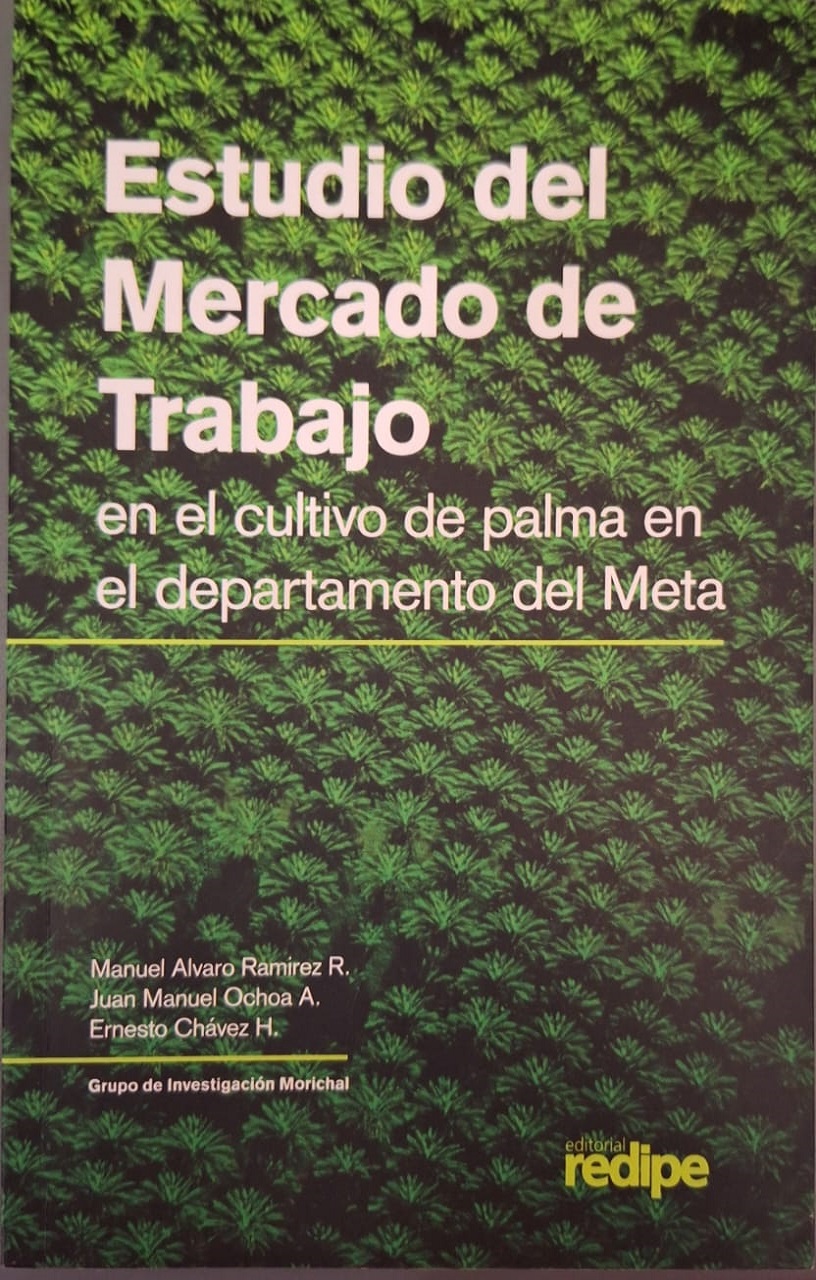 Estudio del
Mercado de
Trabajo
en el cultivo de palma en
el departamento del Meta
Manuel Alvaro Ramírez R.
Juan Manuel Ochoa A.
Ernesto Chávez H.
Grupo de Investigación Morichal
editorial
redipe